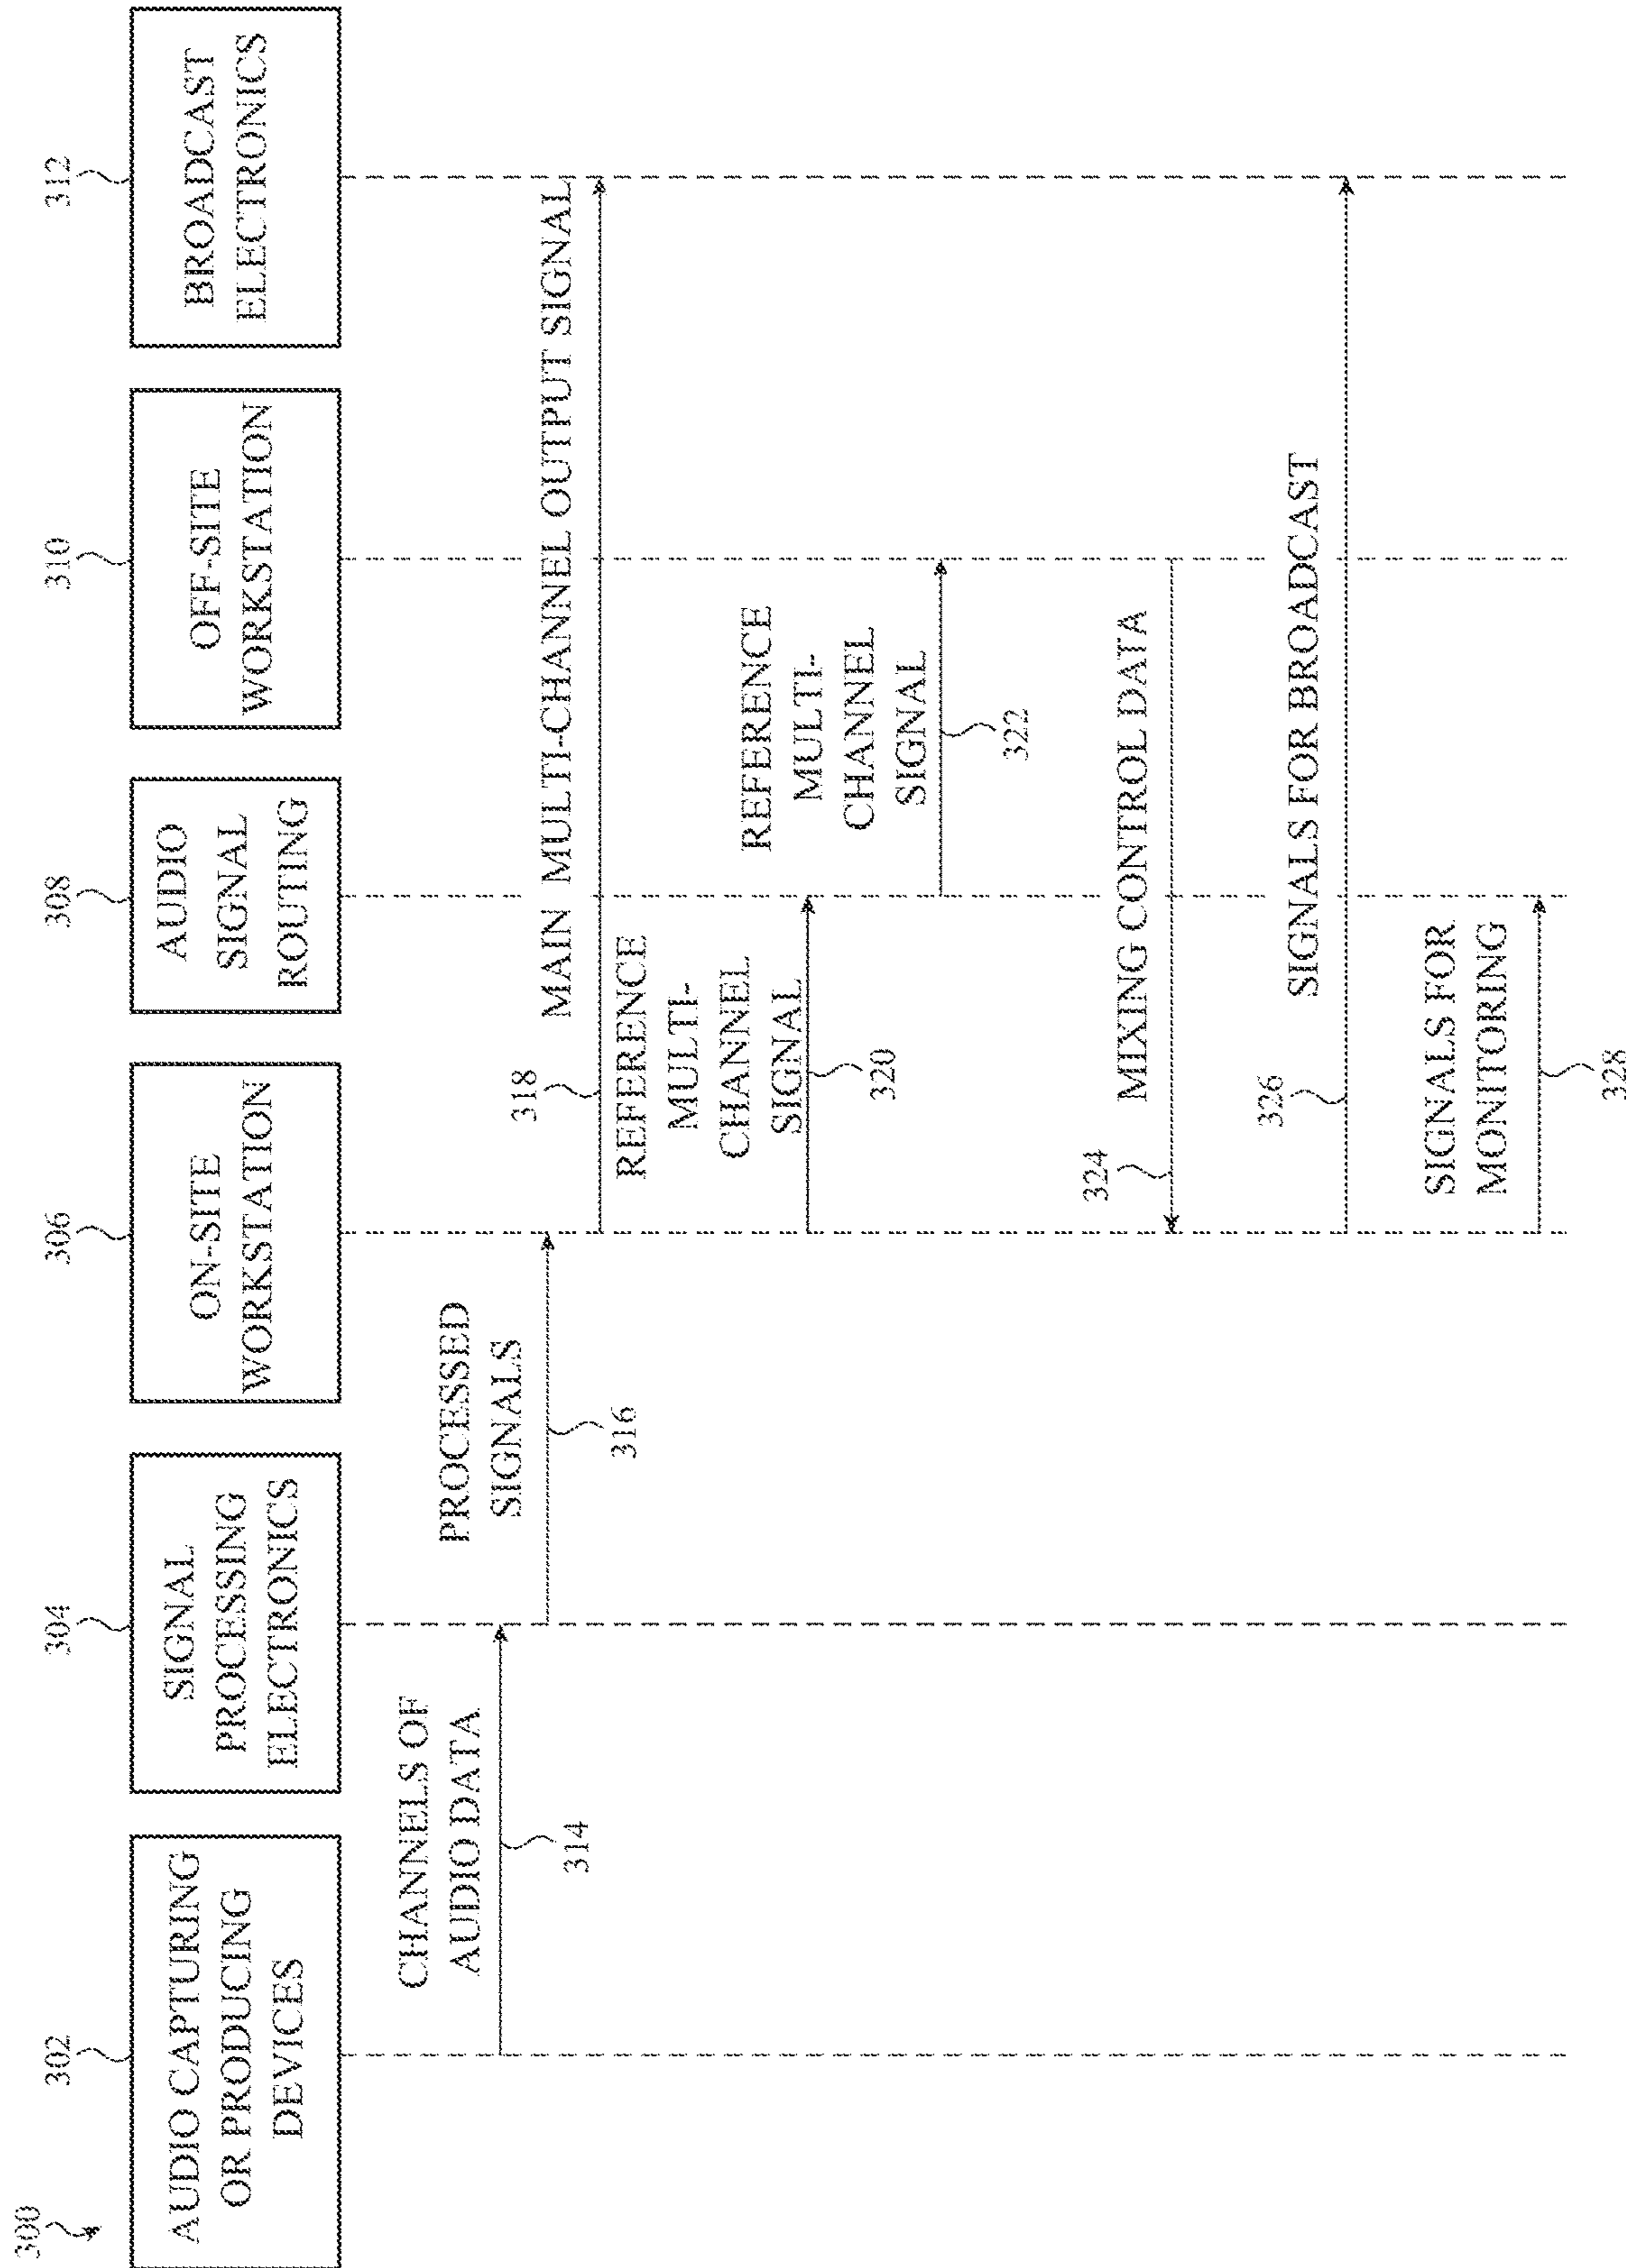 300
302
304
306
308
310
312
AUDIO CAPTURING
OR PRODUCING
DEVICES
SIGNAL
PROCESSING
ELECTRONICS
ON-SITE
WORKSTATION
AUDIO
SIGNAL
ROUTING
OFF-SITE
WORKSTATION
BROADCAST
ELECTRONICS
CHANNELS OF
AUDIO DATA
314
PROCESSED
SIGNALS
316
MAIN MULTI-CHANNEL OUTPUT SIGNAL
318
REFERENCE
MULTI-
CHANNEL
SIGNAL
320
REFERENCE
MULTI-
CHANNEL
SIGNAL
322
MIXING CONTROL DATA
324
SIGNALS FOR BROADCAST
326
SIGNALS FOR
MONITORING
328